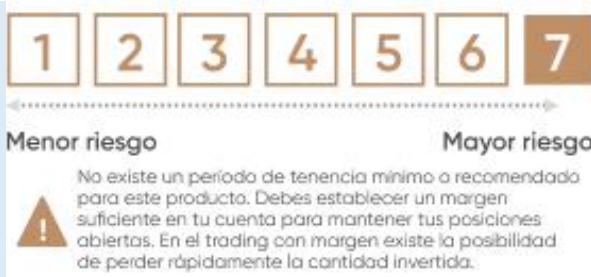 1 2 3 4 5 6 7
Menor riesgo Mayor riesgo
No existe un período de tenencia mínimo o recomendado
para este producto. Debes establecer un margen
suficiente en tu cuenta para mantener tus posiciones
abiertas. En el trading con margen existe la posibilidad
de perder rápidamente la cantidad invertida.